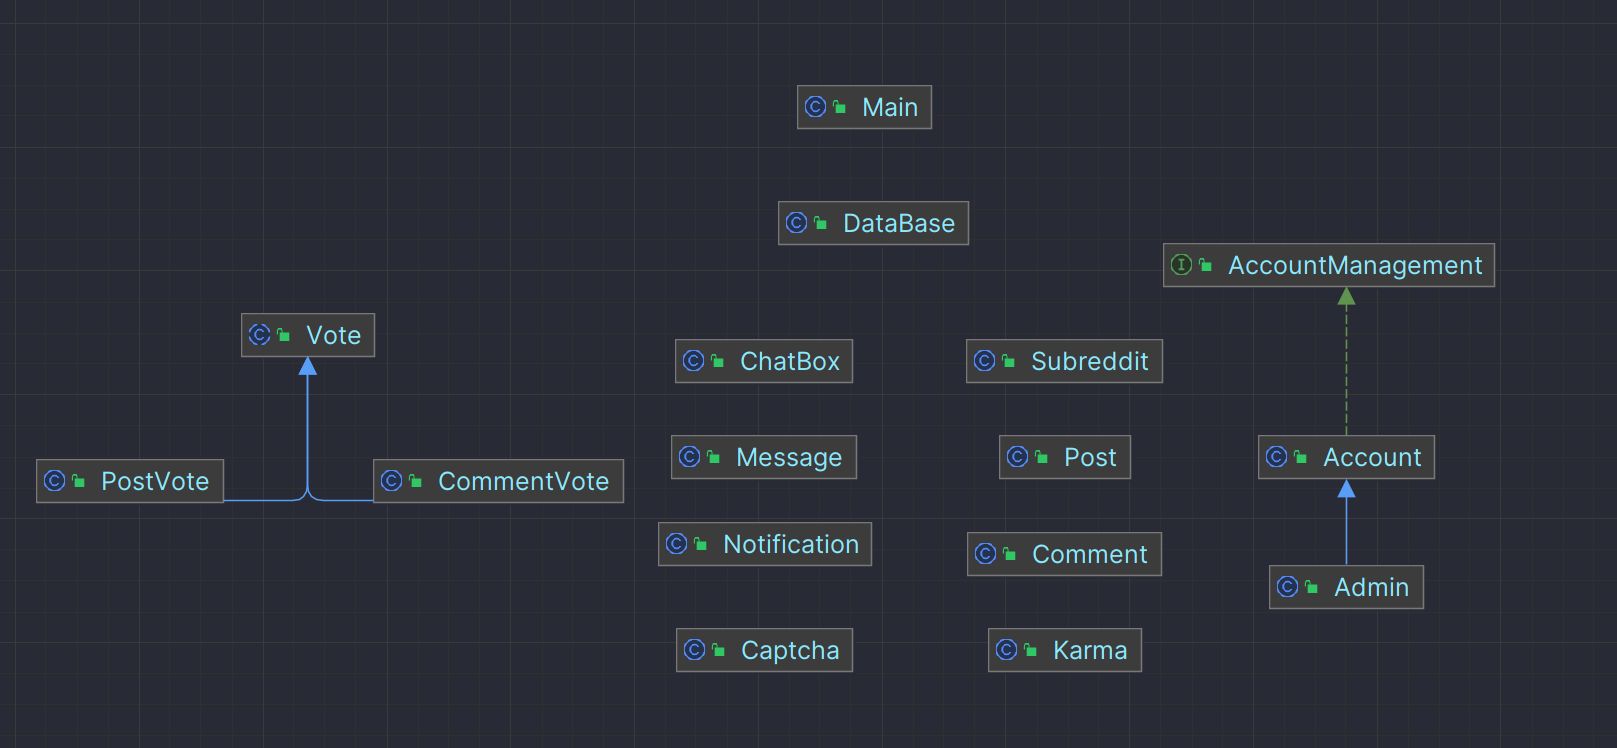 Main
DataBase
AccountManagement
Vote
ChatBox
Subreddit
Message
Post
Account
PostVote
CommentVote
Notification
Comment
Admin
Captcha
Karma